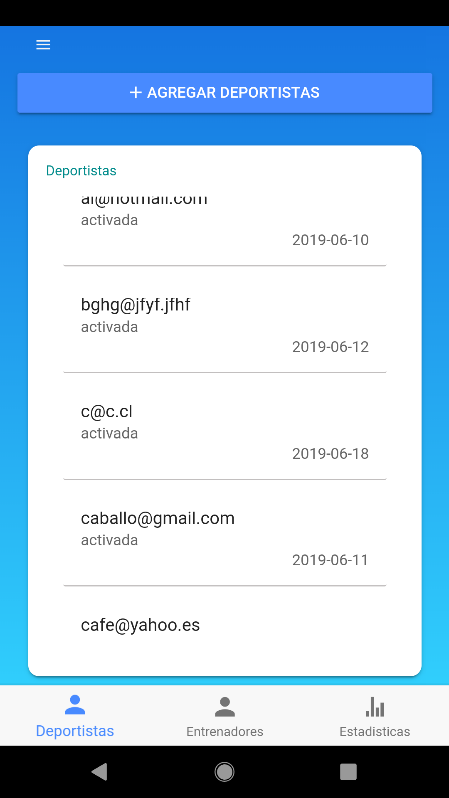 + AGREGAR DEPORTISTAS
Deportistas
al@hotmail.com
activada
2019-06-10
bghg@jfyf.jfhf
activada
2019-06-12
c@c.cl
activada
2019-06-18
caballo@gmail.com
activada
2019-06-11
cafe@yahoo.es
Deportistas
Entrenadores
Estadisticas